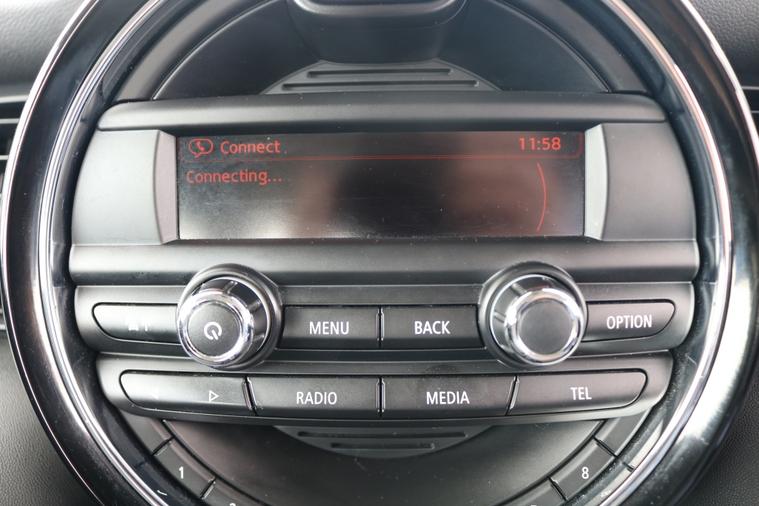 Connect 11:58
Connecting...
MENU BACK OPTION
RADIO MEDIA TEL
1 8